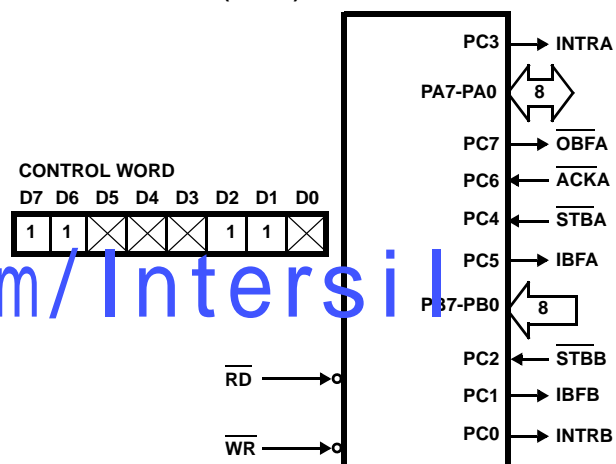 PC3 INTRA
PA7-PA0 8
PC7 OBFA
CONTROL WORD
PC6 ACKA
D7 D6 D5 D4 D3 D2 D1 D0
PC4 STBA
1 1 1 1
PC5 IBFA
m/Intersil
PB7-PB0 8
PC2 STBB
RD
PC1 IBFB
PC0 INTRB
WR